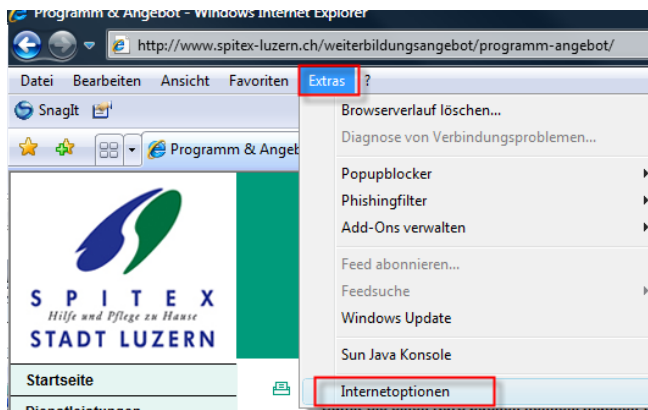 Programm & Angebot - Windows Internet Explorer
http://www.spitex-luzern.ch/weiterbildungsangebot/programm-angebot/
Datei Bearbeiten Ansicht Favoriten Extras ?
SnagIt
Programm & Angeb
Browserverlauf löschen...
Diagnose von Verbindungsproblemen...
Popupblocker
Phishingfilter
Add-Ons verwalten
Feed abonnieren...
Feedsuche
Windows Update
Sun Java Konsole
Internetoptionen
SPITEX
Hilfe und Pflege zu Hause
STADT LUZERN
Startseite
Dienstleistungen